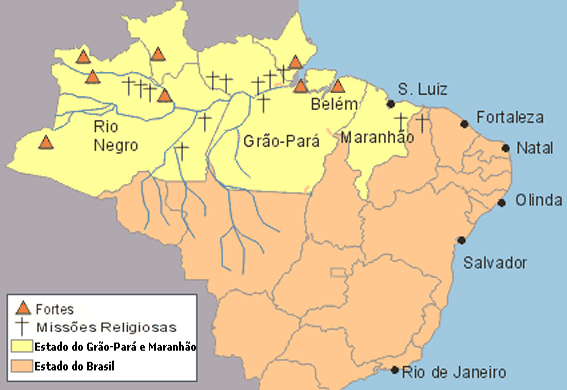 S. Luiz
Belém
Fortaleza
Rio
Negro
Grão-Pará
Maranhão
Natal
Olinda
Salvador
Fortes
Missões Religiosas
Estado do Grão-Pará e Maranhão
Estado do Brasil
Rio de Janeiro